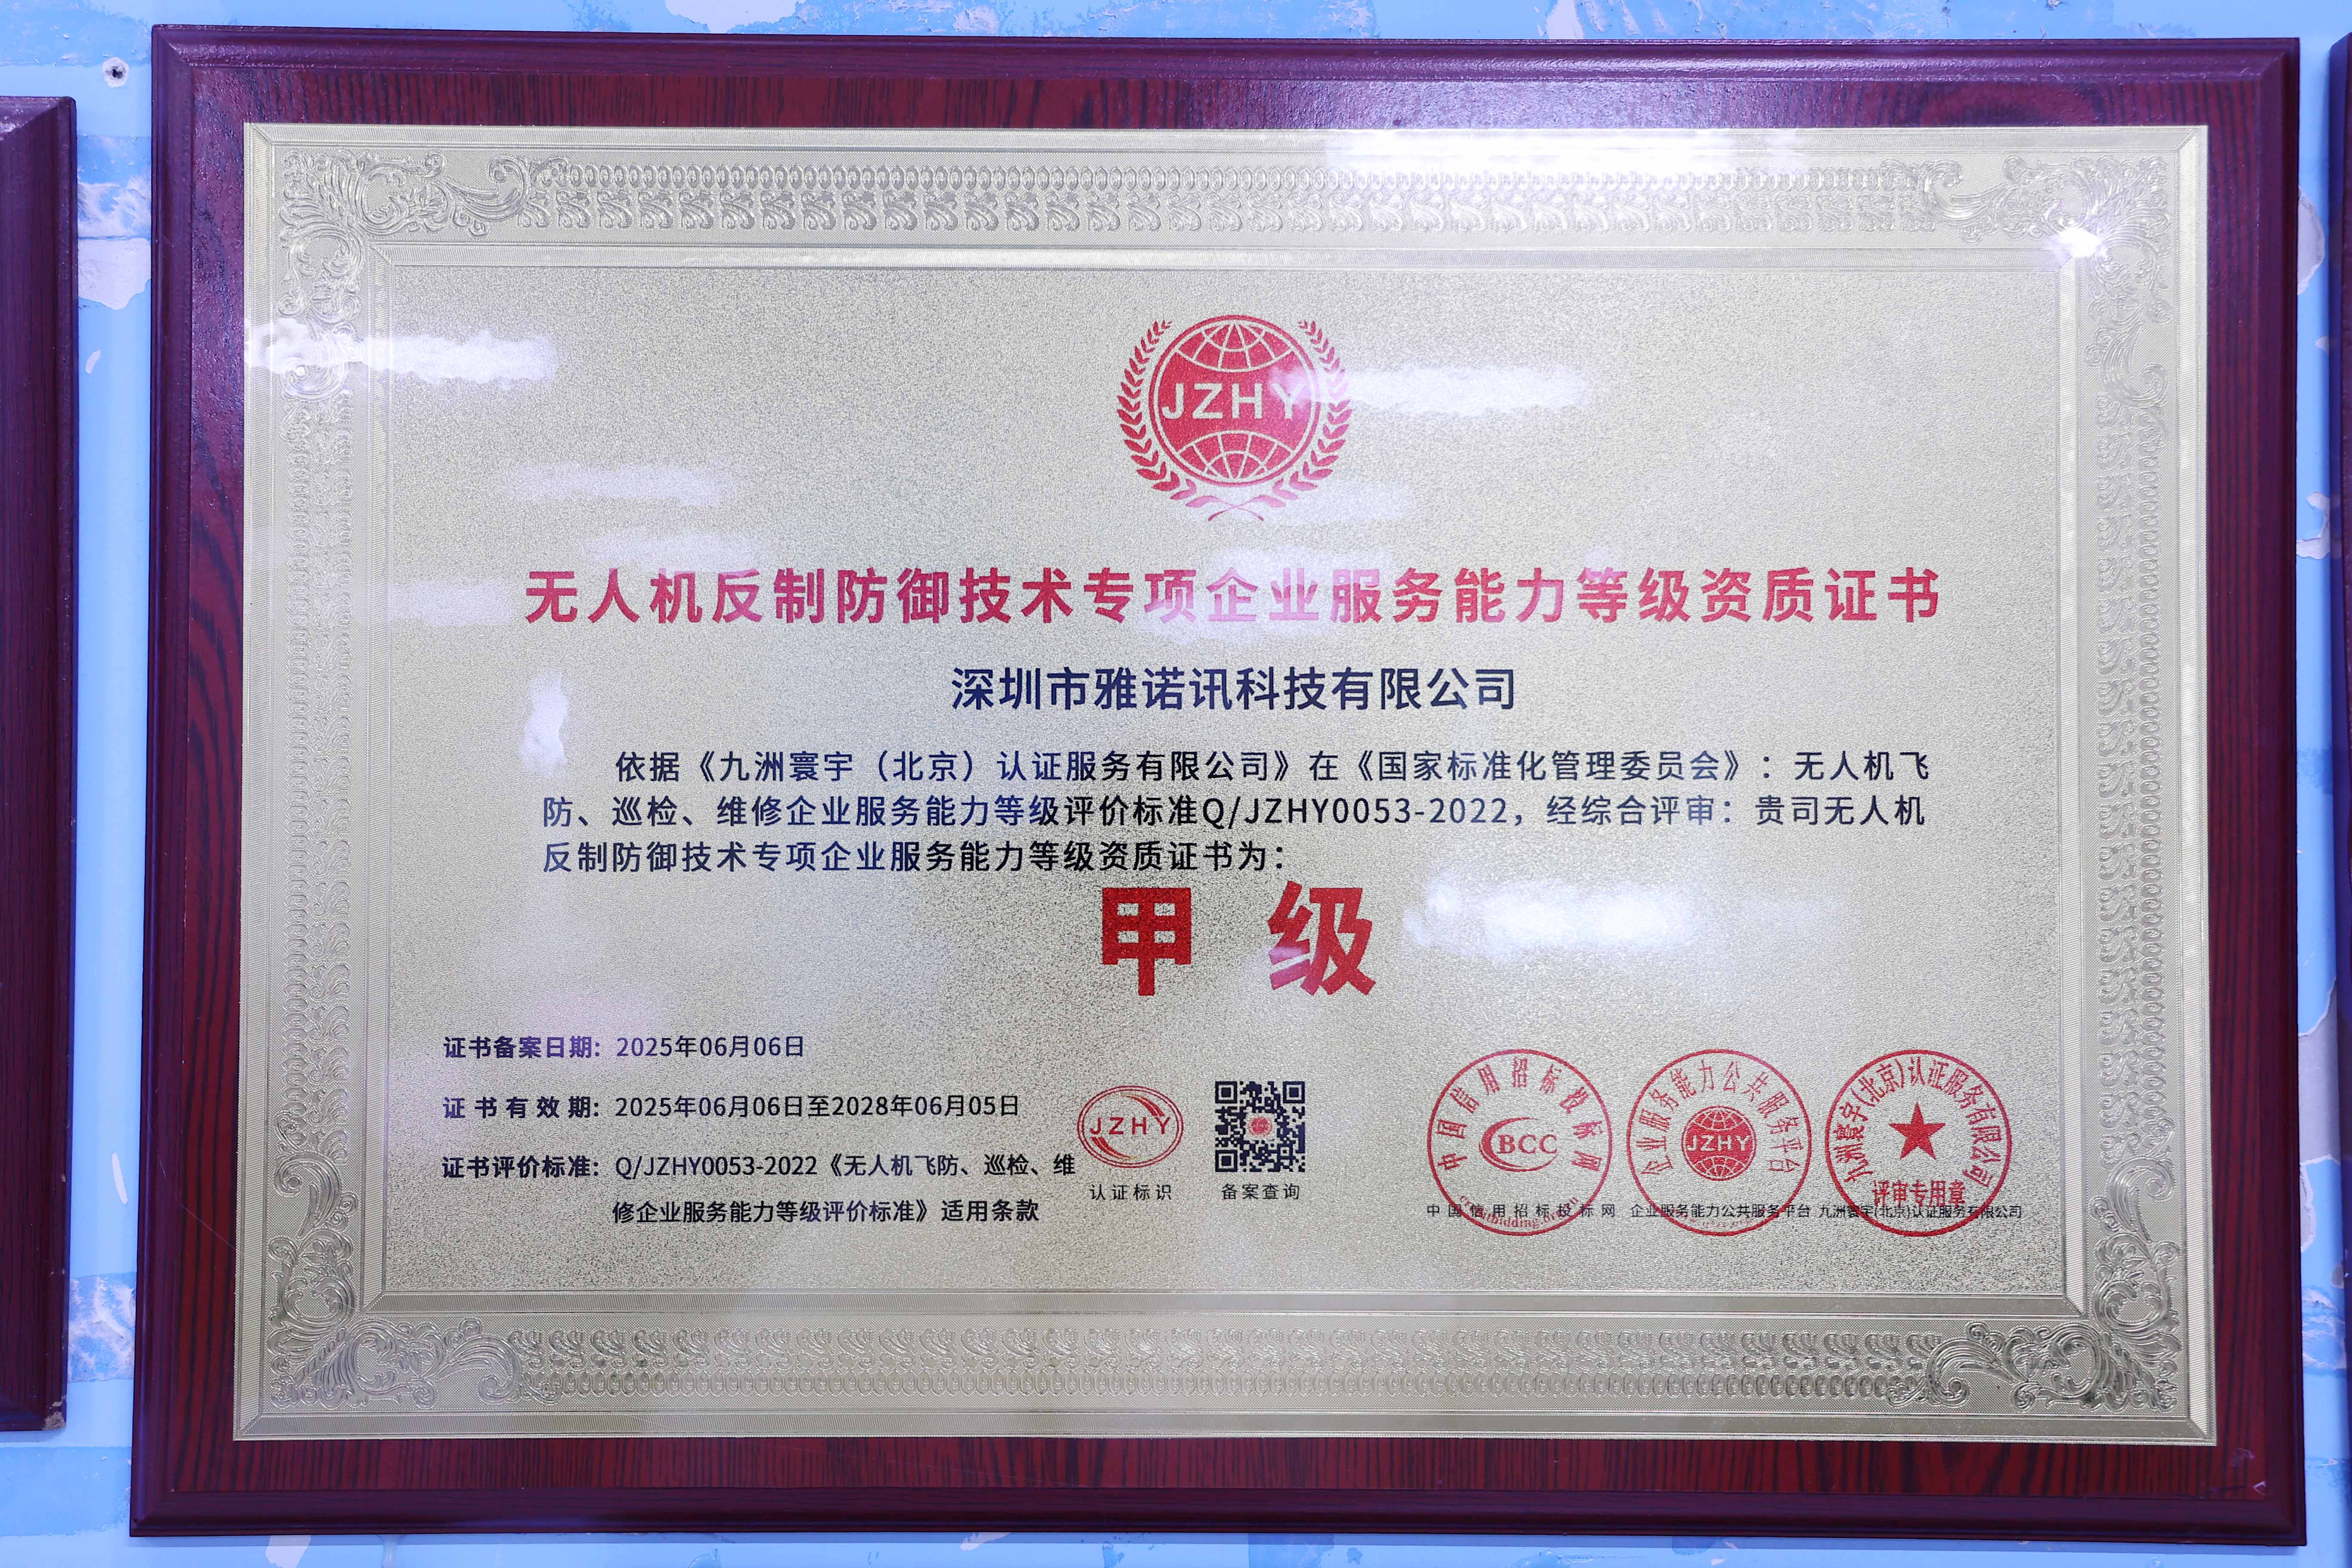 JZHY
无人机反制防御技术专项企业服务能力等级资质证书
深圳市雅诺讯科技有限公司
依据《九洲寰宇（北京）认证服务有限公司》在《国家标准化管理委员会》：无人机飞
防、巡检、维修企业服务能力等级评价标准Q/JZHY0053-2022，经综合评审：贵司无人机
反制防御技术专项企业服务能力等级资质证书为：
甲 级
证书备案日期：2025年06月06日
证书有效期：2025年06月06日至2028年06月05日
证书评价标准：Q/JZHY0053-2022《无人机飞防、巡检、维
修企业服务能力等级评价标准》适用条款
JZHY
认证标识
备案查询
中国信用招标投标网
BCC
企业服务能力公共服务平台
JZHY
九洲寰宇(北京)认证服务有限公司
评审专用章
中国信用招标投标网
企业服务能力公共服务平台
九洲寰宇(北京)认证服务有限公司